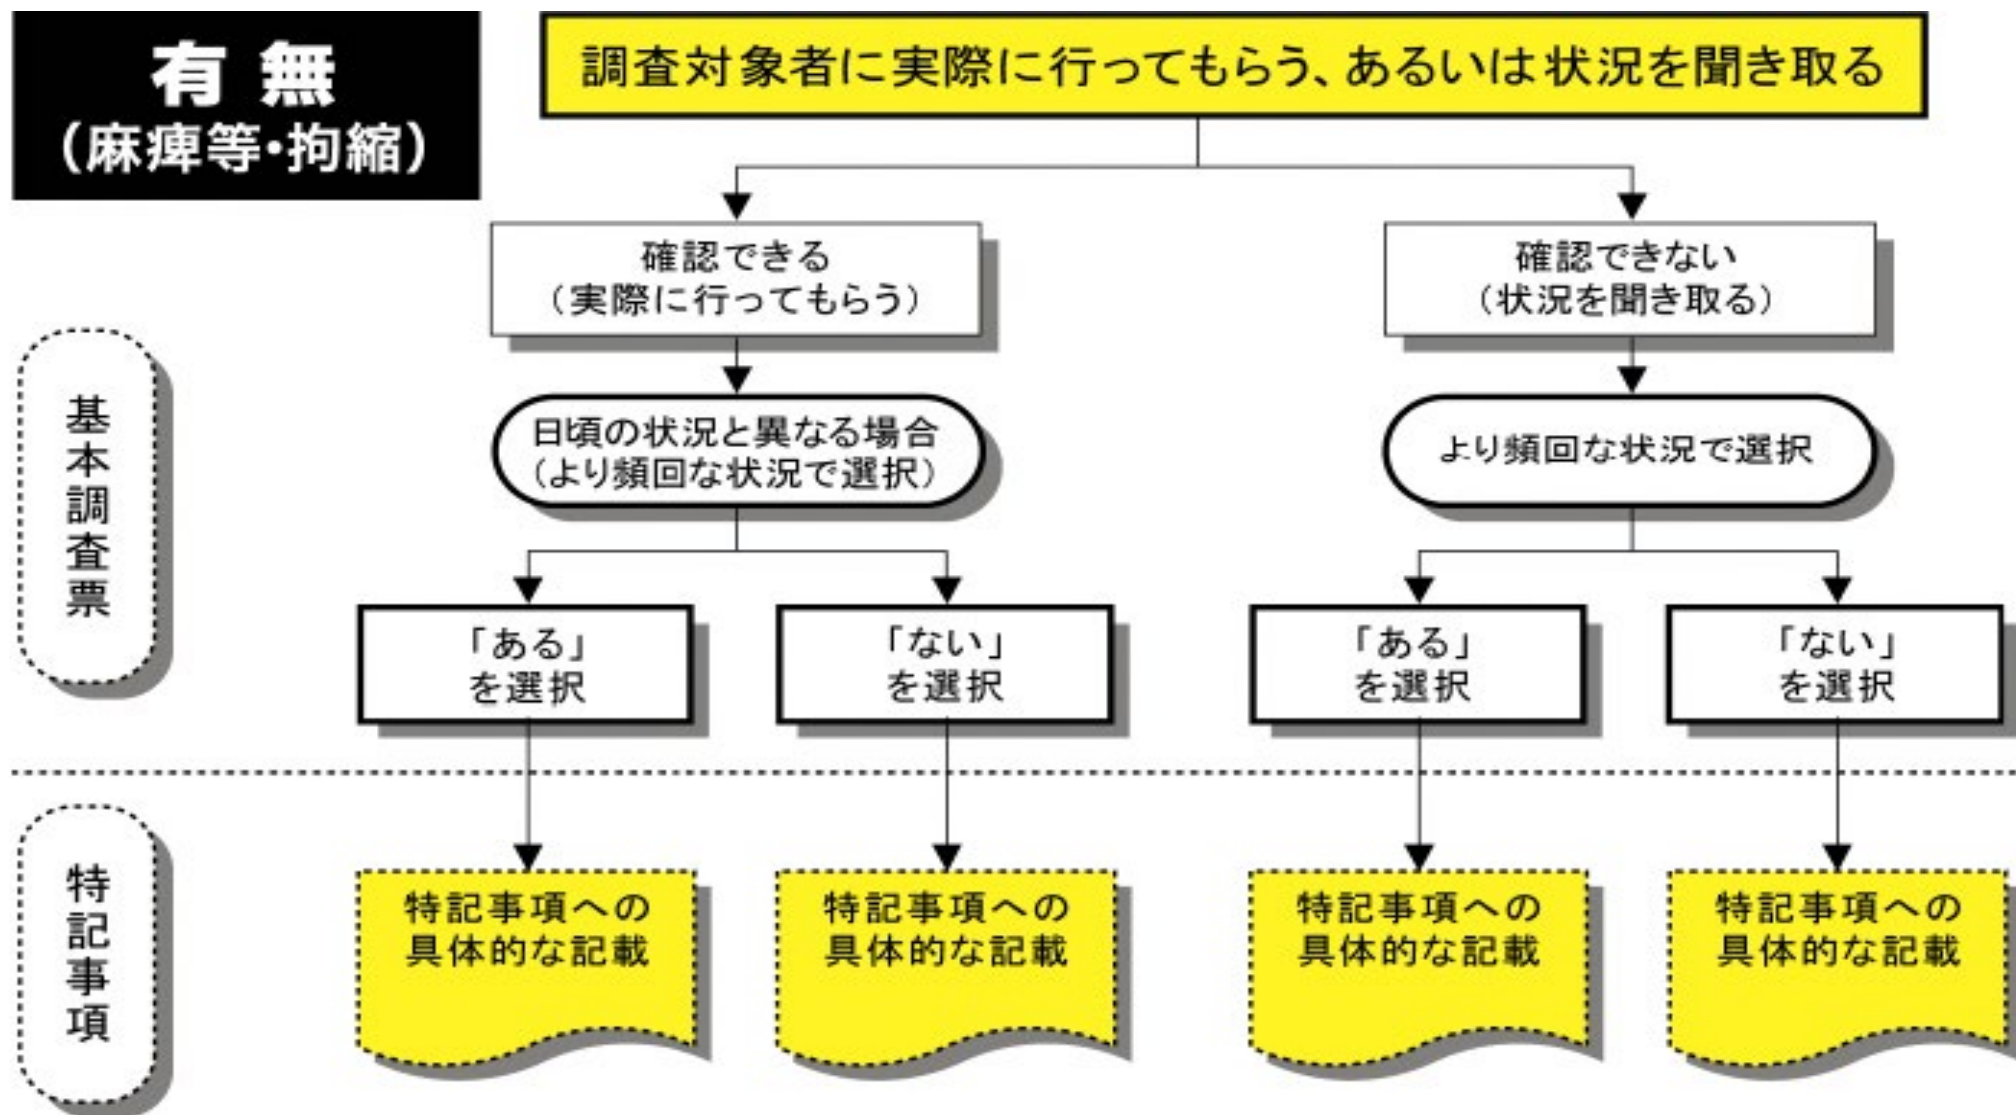 有無
（麻痺等・拘縮）
調査対象者に実際に行ってもらう、あるいは状況を聞き取る
確認できる
（実際に行ってもらう）
確認できない
（状況を聞き取る）
基本調査票
日頃の状況と異なる場合
（より頻回な状況で選択）
より頻回な状況で選択
「ある」
を選択
「ない」
を選択
「ある」
を選択
「ない」
を選択
特記事項
特記事項への
具体的な記載
特記事項への
具体的な記載
特記事項への
具体的な記載
特記事項への
具体的な記載